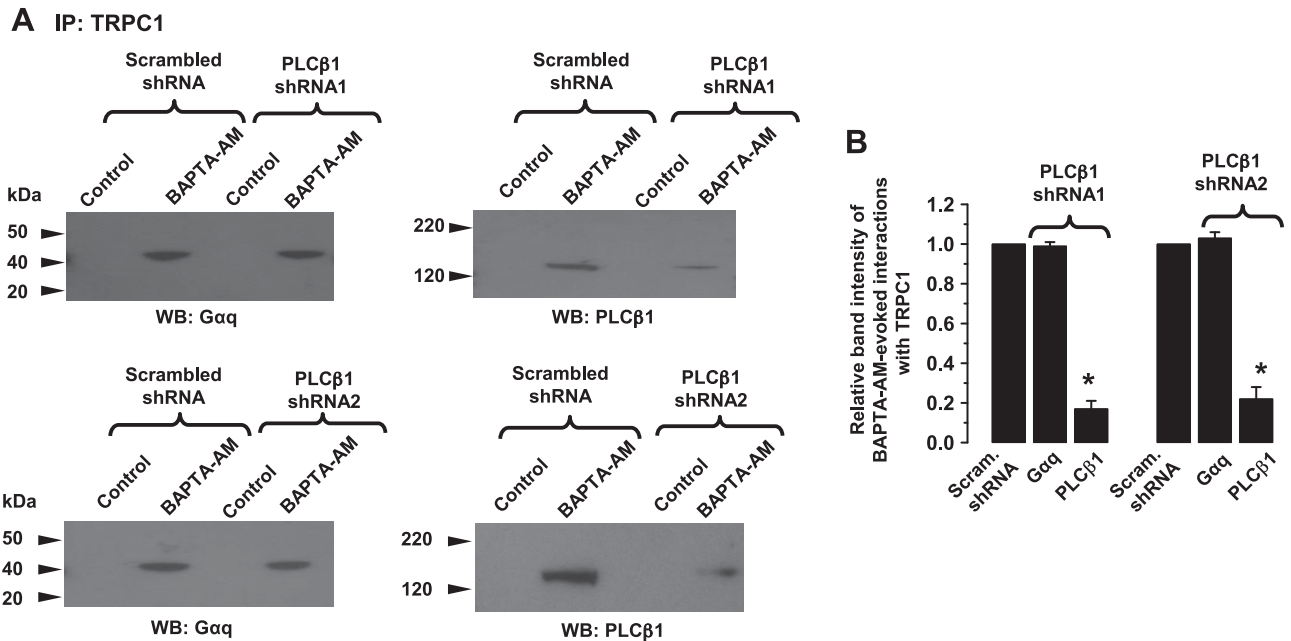 A IP: TRPC1
Scrambled
shRNA
PLCβ1
shRNA1
Control
BAPTA-AM
Control
BAPTA-AM
kDa
50
40
20
WB: Gαq
Scrambled
shRNA
PLCβ1
shRNA1
Control
BAPTA-AM
Control
BAPTA-AM
220
120
WB: PLCβ1
Scrambled
shRNA
PLCβ1
shRNA2
Control
BAPTA-AM
Control
BAPTA-AM
kDa
50
40
20
WB: Gαq
Scrambled
shRNA
PLCβ1
shRNA2
Control
BAPTA-AM
Control
BAPTA-AM
220
120
WB: PLCβ1
B
PLCβ1
shRNA1
PLCβ1
shRNA2
Relative band intensity of
BAPTA-AM-evoked interactions
with TRPC1
1.2
1.0
0.8
0.6
0.4
0.2
0.0
*
*
Scram.
shRNA
Gαq
PLCβ1
Scram.
shRNA
Gαq
PLCβ1